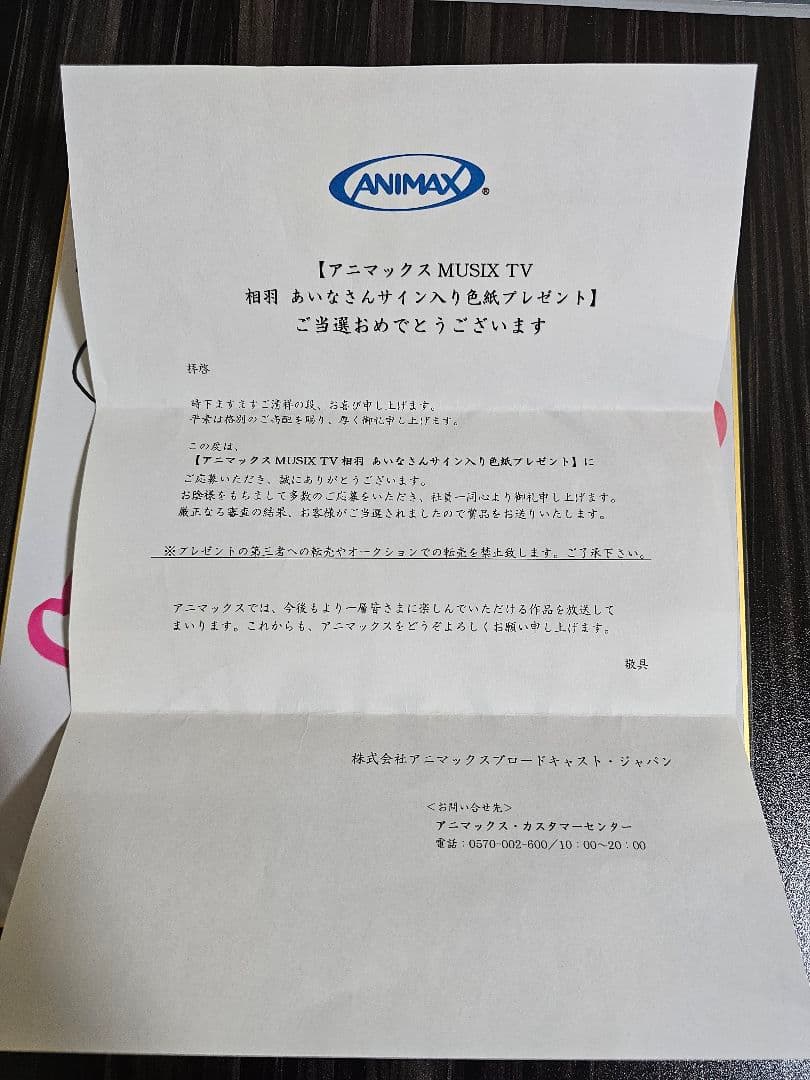 ANIMAX®
【アニマックス MUSIX TV
相羽 あいなさんサイン入り色紙プレゼント】
ご当選おめでとうございます
拝啓
時下ますますご清祥の段、お喜び申し上げます。
平素は格別のご高配を賜り、厚く御礼申し上げます。
この度は、
【アニマックス MUSIX TV 相羽 あいなさんサイン入り色紙プレゼント】に
ご応募いただき、誠にありがとうございます。
お陰様をもちまして多数のご応募をいただき、社員一同心より御礼申し上げます。
厳正なる審査の結果、お客様がご当選されましたので賞品をお送りいたします。
※プレゼントの第三者への転売やオークションでの転売を禁止致します。ご了承下さい。
アニマックスでは、今後もより一層皆さまに楽しんでいただける作品を放送して
まいります。これからも、アニマックスをどうぞよろしくお願い申し上げます。
敬具
株式会社アニマックスブロードキャスト・ジャパン
＜お問い合せ先＞
アニマックス・カスタマーセンター
電話：0570-002-600／10：00～20：00